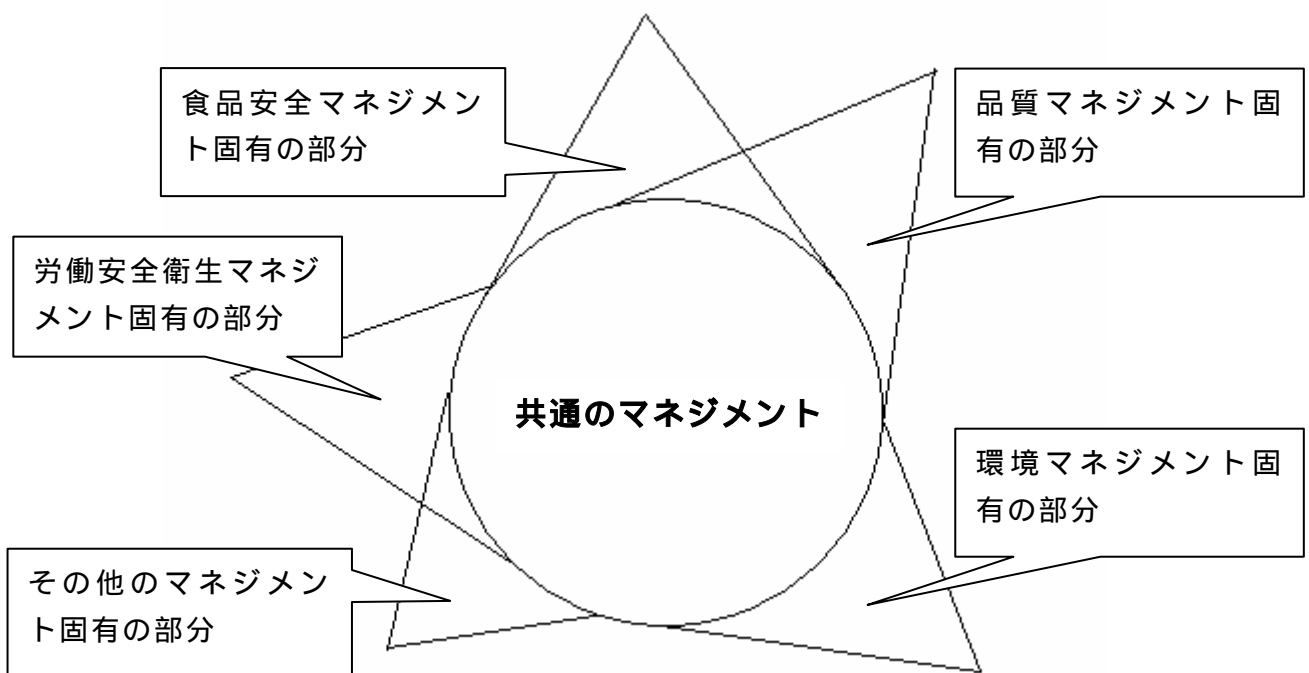 食品安全マネジメン
ト固有の部分
品質マネジメント固
有の部分
労働安全衛生マネジ
メント固有の部分
共通のマネジメント
環境マネジメント固
有の部分
その他のマネジメン
ト固有の部分